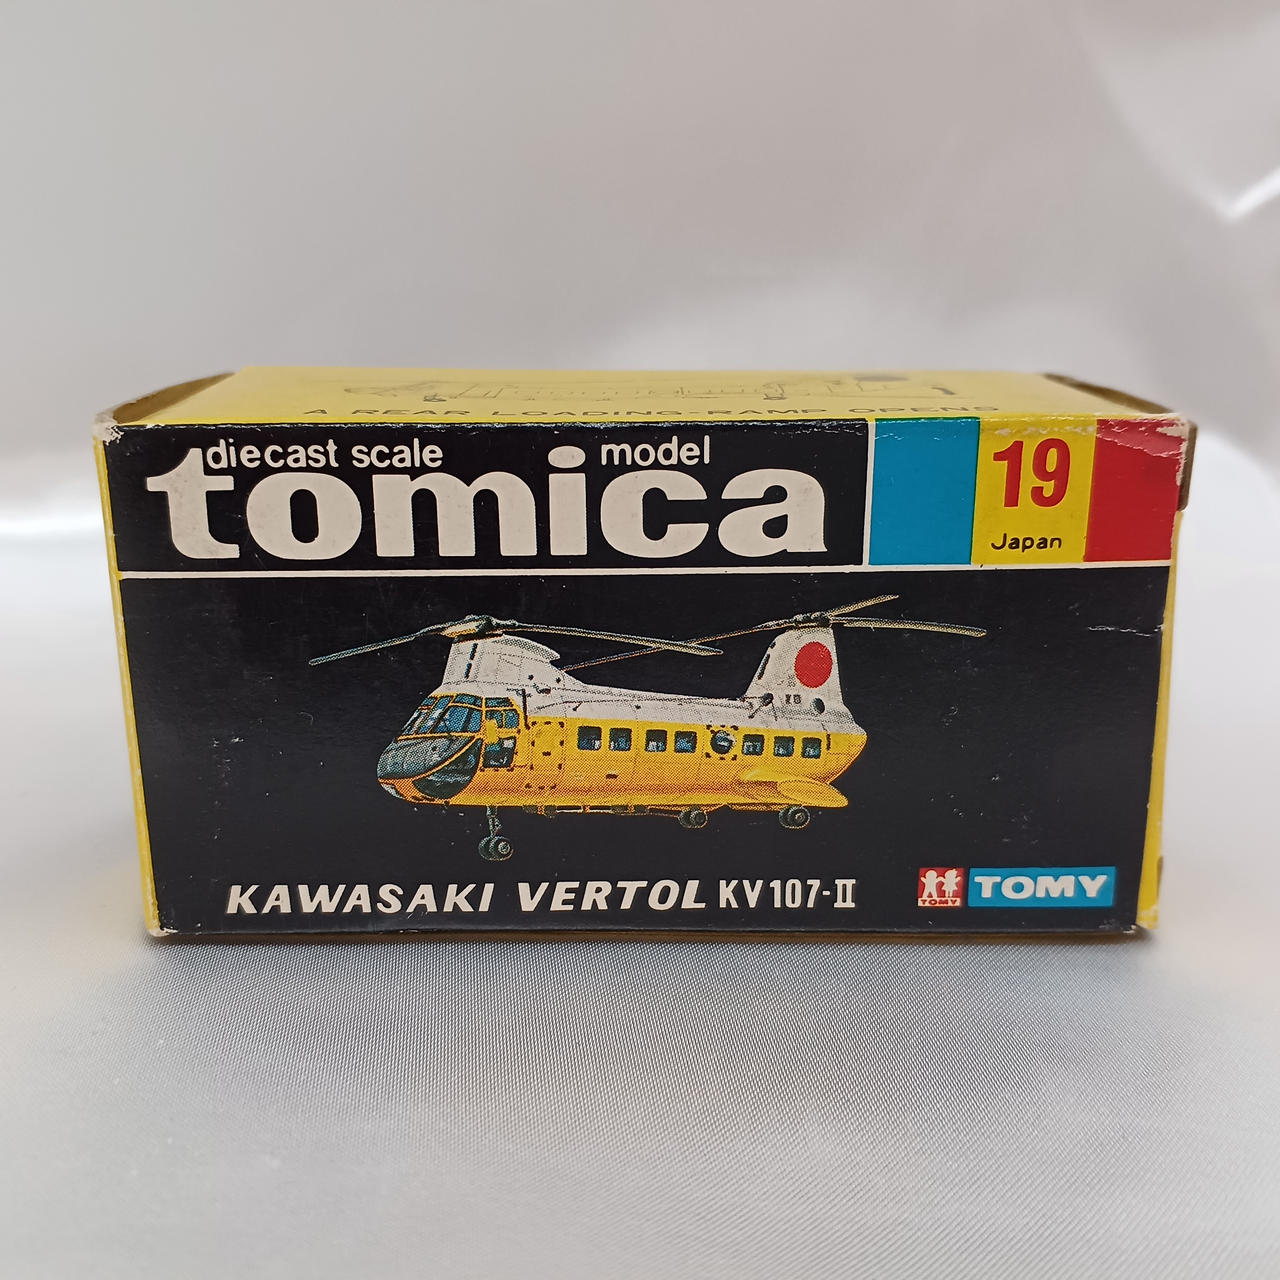 A REAR LOADING-RAMP OPENS
diecast scale model
tomica
19
Japan
KAWASAKI VERTOL KV107-II
TOMY
TOMY